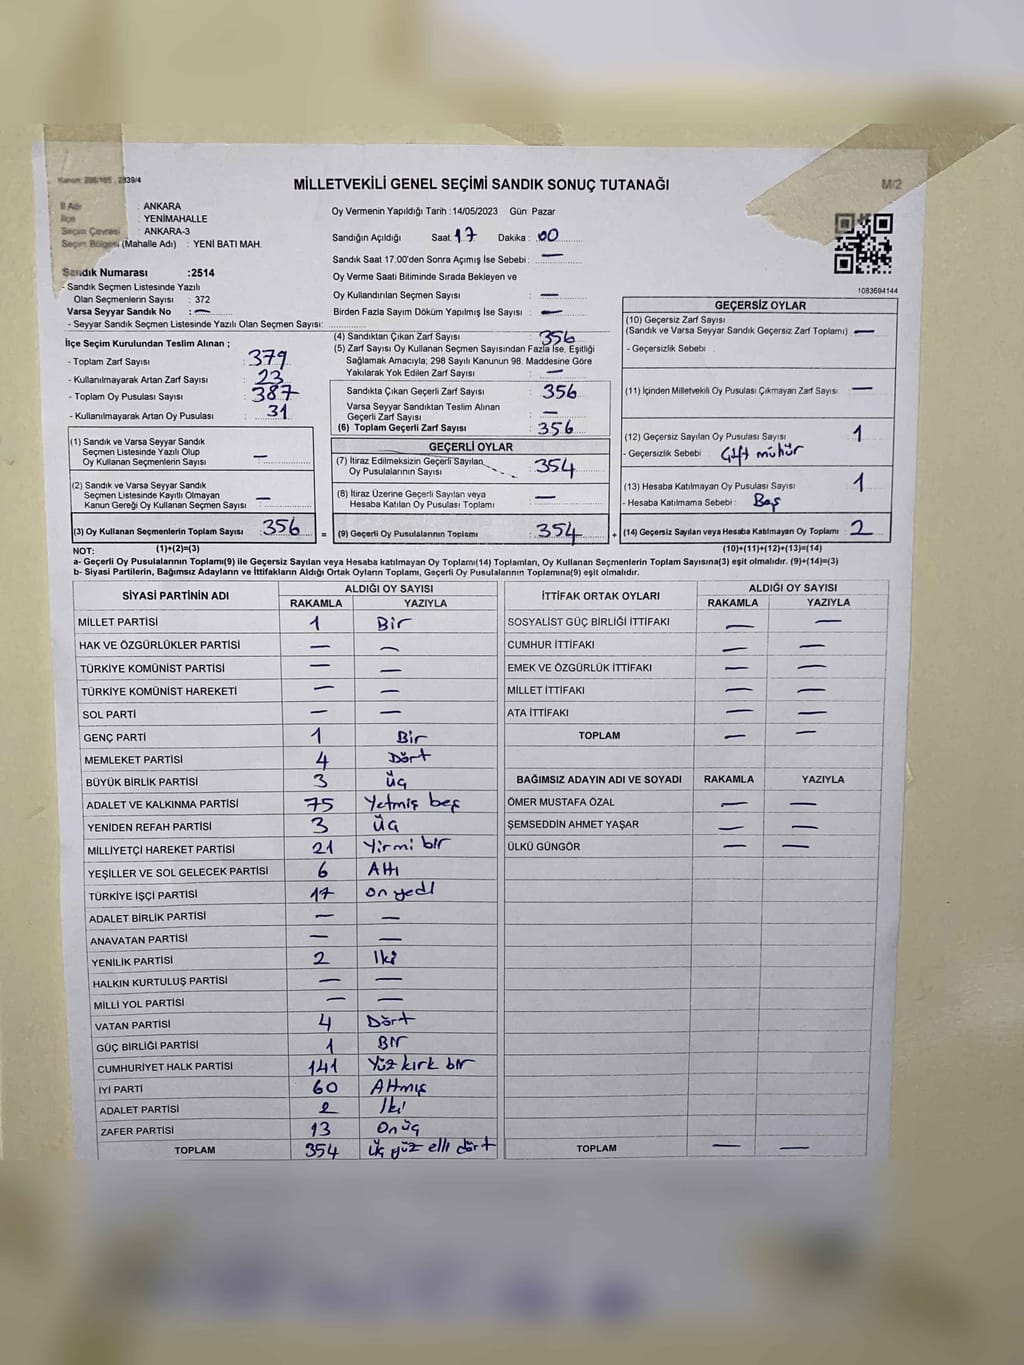 Kanun: 298/105, 2839/4
MİLLETVEKİLİ GENEL SEÇİMİ SANDIK SONUÇ TUTANAĞI
M/2
İl Adı : ANKARA
İlçe : YENİMAHALLE
Seçim Çevresi : ANKARA-3
Seçim Bölgesi (Mahalle Adı) : YENİ BATI MAH.
Oy Vermenin Yapıldığı Tarih :14/05/2023 Gün: Pazar
Sandığın Açıldığı Saat 17 Dakika : 00
Sandık Saat 17.00'den Sonra Açımış İse Sebebi : —
Oy Verme Saati Bitiminde Sırada Bekleyen ve
Oy Kullandırılan Seçmen Sayısı : —
Birden Fazla Sayım Döküm Yapılmış İse Sayısı : —
1083694144
Sandık Numarası :2514
- Sandık Seçmen Listesinde Yazılı
Olan Seçmenlerin Sayısı : 372
Varsa Seyyar Sandık No : —
- Seyyar Sandık Seçmen Listesinde Yazılı Olan Seçmen Sayısı:
İlçe Seçim Kurulundan Teslim Alınan ;
- Toplam Zarf Sayısı : 379
- Kullanılmayarak Artan Zarf Sayısı : 23
- Toplam Oy Pusulası Sayısı : 387
- Kullanılmayarak Artan Oy Pusulası : 31
(4) Sandıktan Çıkan Zarf Sayısı : 356
(5) Zarf Sayısı Oy Kullanan Seçmen Sayısından Fazla İse, Eşitliği
Sağlamak Amacıyla; 298 Sayılı Kanunun 98. Maddesine Göre
Yakılarak Yok Edilen Zarf Sayısı : —
Sandıkta Çıkan Geçerli Zarf Sayısı : 356
Varsa Seyyar Sandıktan Teslim Alınan
Geçerli Zarf Sayısı : —
(6) Toplam Geçerli Zarf Sayısı : 356
GEÇERSİZ OYLAR
(10) Geçersiz Zarf Sayısı
(Sandık ve Varsa Seyyar Sandık Geçersiz Zarf Toplamı) —
- Geçersizlik Sebebi :
(11) İçinden Milletvekili Oy Pusulası Çıkmayan Zarf Sayısı —
(12) Geçersiz Sayılan Oy Pusulası Sayısı 1
- Geçersizlik Sebebi : Çift mühür
(13) Hesaba Katılmayan Oy Pusulası Sayısı 1
- Hesaba Katılmama Sebebi : Boş
(14) Geçersiz Sayılan veya Hesaba Katılmayan Oy Toplamı 2
(10)+(11)+(12)+(13)=(14)
(1) Sandık ve Varsa Seyyar Sandık
Seçmen Listesinde Yazılı Olup
Oy Kullanan Seçmenlerin Sayısı : —
(2) Sandık ve Varsa Seyyar Sandık
Seçmen Listesinde Kayıtlı Olmayan
Kanun Gereği Oy Kullanan Seçmen Sayısı : —
(3) Oy Kullanan Seçmenlerin Toplam Sayısı : 356
GEÇERLİ OYLAR
(7) İtiraz Edilmeksizin Geçerli Sayılan
Oy Pusulalarının Sayısı : 354
(8) İtiraz Üzerine Geçerli Sayılan veya
Hesaba Katılan Oy Pusulası Toplamı : —
= (9) Geçerli Oy Pusulalarının Toplamı : 354 +
NOT: (1)+(2)=(3)
a- Geçerli Oy Pusulalarının Toplamı(9) ile Geçersiz Sayılan veya Hesaba katılmayan Oy Toplamı(14) Toplamları, Oy Kullanan Seçmenlerin Toplam Sayısına(3) eşit olmalıdır. (9)+(14)=(3)
b- Siyasi Partilerin, Bağımsız Adayların ve İttifakların Aldığı Ortak Oyların Toplamı, Geçerli Oy Pusulalarının Toplamına(9) eşit olmalıdır.
SİYASİ PARTİNİN ADI ALDIĞI OY SAYISI
RAKAMLA YAZIYLA
MİLLET PARTİSİ 1 Bir
HAK VE ÖZGÜRLÜKLER PARTİSİ — —
TÜRKİYE KOMÜNİST PARTİSİ — —
TÜRKİYE KOMÜNİST HAREKETİ — —
SOL PARTİ — —
GENÇ PARTİ 1 Bir
MEMLEKET PARTİSİ 4 Dört
BÜYÜK BİRLİK PARTİSİ 3 Üç
ADALET VE KALKINMA PARTİSİ 75 Yetmiş beş
YENİDEN REFAH PARTİSİ 3 Üç
MİLLİYETÇİ HAREKET PARTİSİ 21 Yirmi bir
YEŞİLLER VE SOL GELECEK PARTİSİ 6 Altı
TÜRKİYE İŞÇİ PARTİSİ 17 On yedi
ADALET BİRLİK PARTİSİ — —
ANAVATAN PARTİSİ — —
YENİLİK PARTİSİ 2 İki
HALKIN KURTULUŞ PARTİSİ — —
MİLLİ YOL PARTİSİ — —
VATAN PARTİSİ 4 Dört
GÜÇ BİRLİĞİ PARTİSİ 1 Bir
CUMHURİYET HALK PARTİSİ 141 Yüz kırk bir
İYİ PARTİ 60 Altmış
ADALET PARTİSİ 2 İki
ZAFER PARTİSİ 13 Onüç
TOPLAM 354 üç yüz elli dört
İTTİFAK ORTAK OYLARI ALDIĞI OY SAYISI
RAKAMLA YAZIYLA
SOSYALİST GÜÇ BİRLİĞİ İTTİFAKI — —
CUMHUR İTTİFAKI — —
EMEK VE ÖZGÜRLÜK İTTİFAKI — —
MİLLET İTTİFAKI — —
ATA İTTİFAKI — —
TOPLAM — —
BAĞIMSIZ ADAYIN ADI VE SOYADI RAKAMLA YAZIYLA
ÖMER MUSTAFA ÖZAL — —
ŞEMSEDDİN AHMET YAŞAR — —
ÜLKÜ GÜNGÖR — —
TOPLAM — —